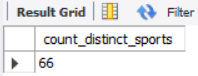 Result Grid Filter
count_distinct_sports
66